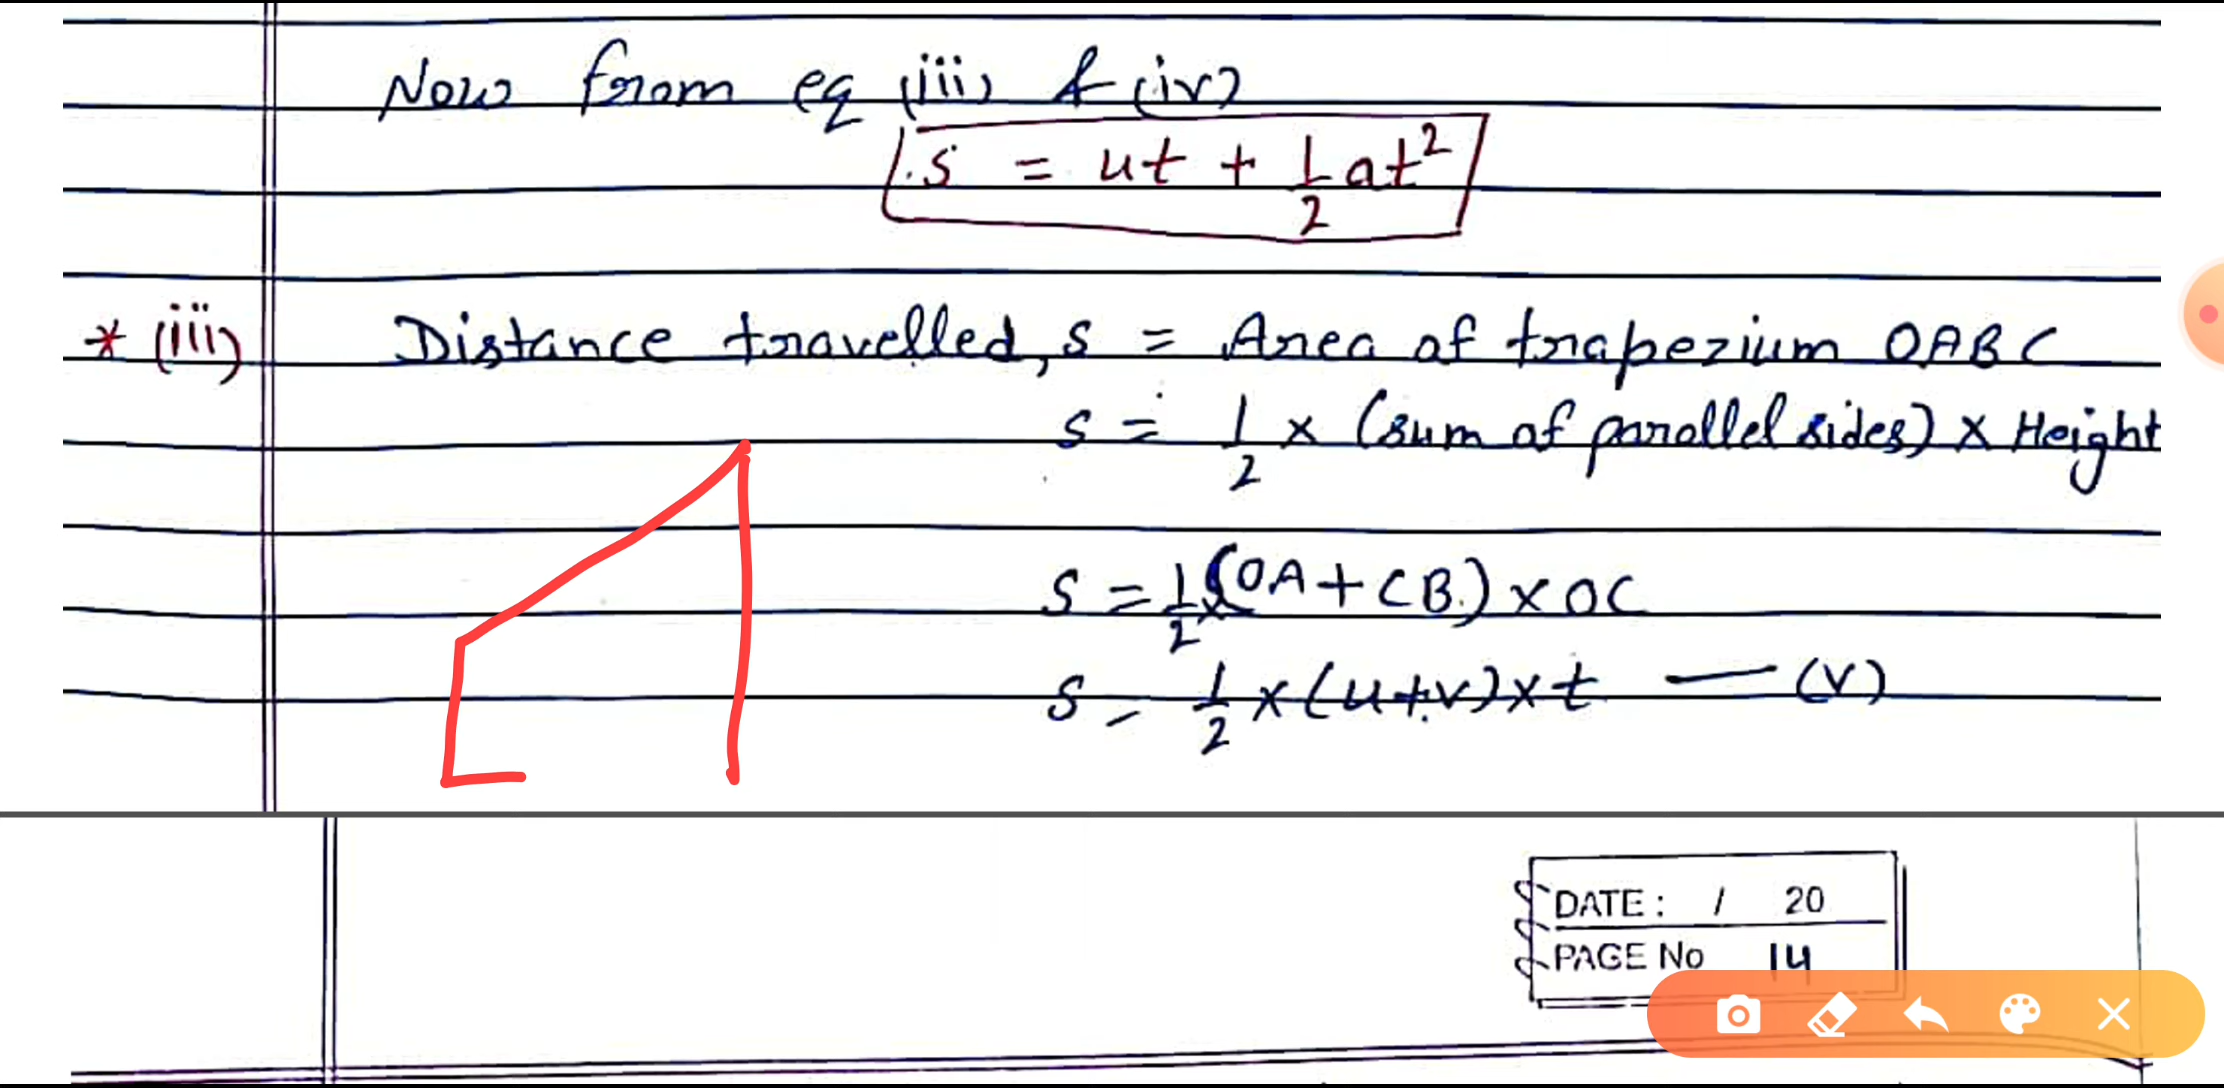 Now from eq (iii) & (iv)
s = ut + 1/2 at²
* (iii) Distance travelled, s = Area of trapezium OABC
s = 1/2 × (sum of parallel sides) × Height
s = 1/2 × (OA + CB) × OC
s = 1/2 × (u+v) × t — (v)
DATE: / 20
PAGE No 14